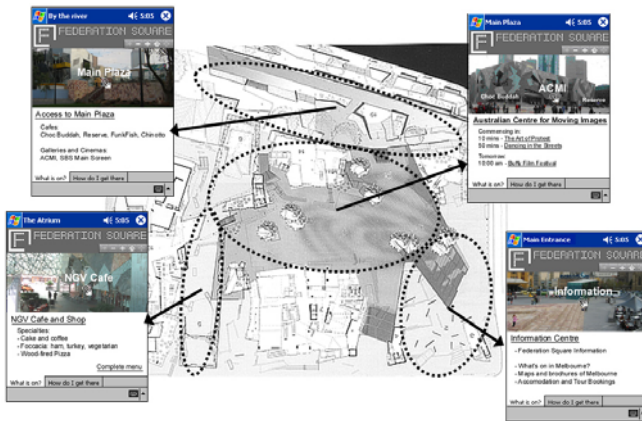 By the river 5:05
FEDERATION SQUARE
Main Plaza
Access to Main Plaza
Cafes:
Choc Buddah, Reserve, FunkFish, Chinotto
Galleries and Cinemas:
ACMI, SBS Main Screen
What is on? How do I get there
Main Plaza 5:05
FEDERATION SQUARE
ACMI
Choc Buddah Reserve
Australian Centre for Moving Images
Commencing in:
10 mins - The Art of Protest
50 mins - Dancing in the Streets
Tomorrow:
10:00 am - Buffs Film Festival
What is on? How do I get there
The Atrium 5:05
FEDERATION SQUARE
NGV Cafe
NGV Cafe and Shop
Specialties:
- Cake and coffee
- Foccacia: ham, turkey, vegetarian
- Wood-fired Pizza
Complete menu
What is on? How do I get there
Main Entrance 5:05
FEDERATION SQUARE
»Information»
Information Centre
- Federation Square Information
- What's on in Melbourne?
- Maps and brochures of Melbourne
- Accomodation and Tour Bookings
What is on? How do I get there